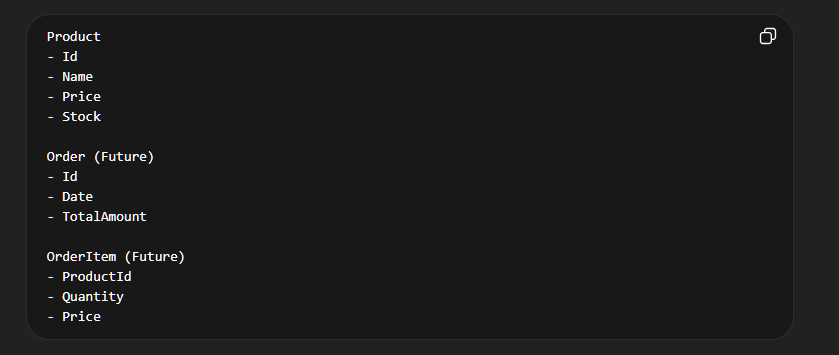 Product
- Id
- Name
- Price
- Stock
Order (Future)
- Id
- Date
- TotalAmount
OrderItem (Future)
- ProductId
- Quantity
- Price